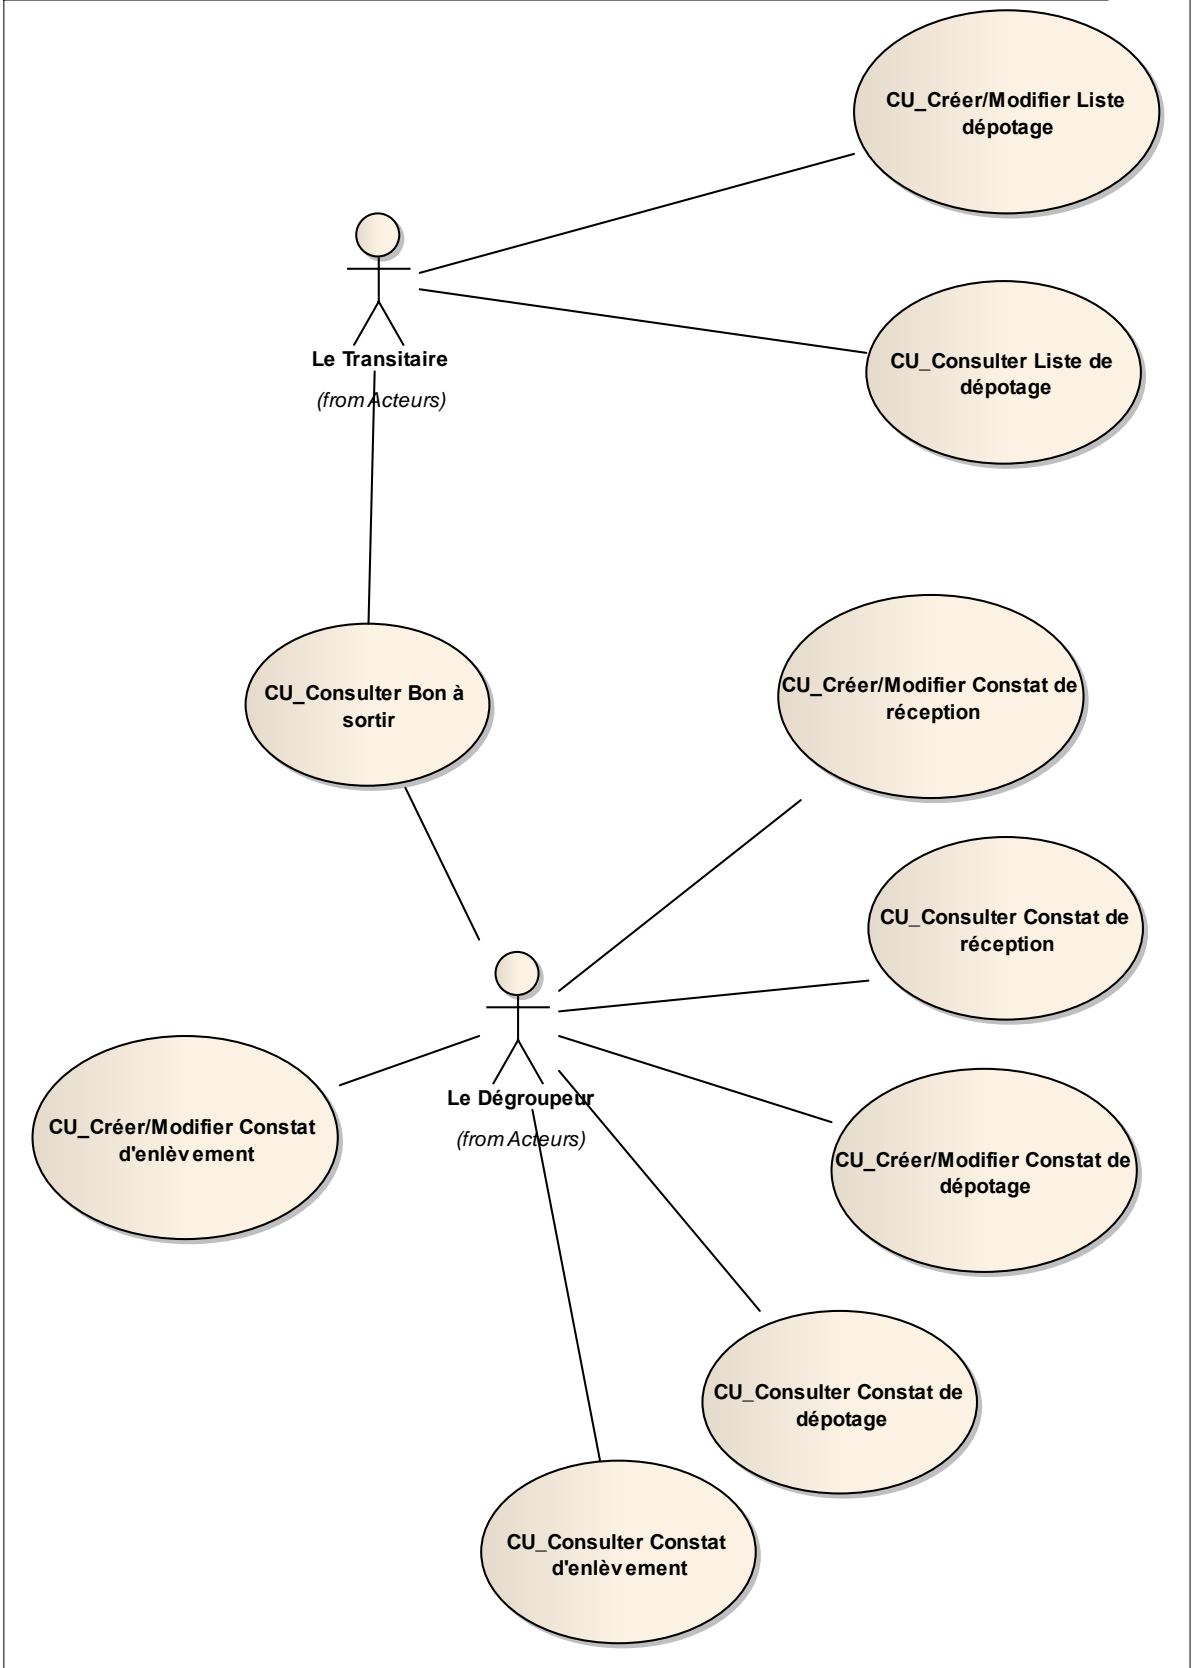 CU_Créer/Modifier Liste
dépotage
CU_Consulter Liste de
dépotage
Le Transitaire
(from Acteurs)
CU_Consulter Bon à
sortir
CU_Créer/Modifier Constat de
réception
CU_Consulter Constat de
réception
Le Dégroupeur
(from Acteurs)
CU_Créer/Modifier Constat
d'enlèvement
CU_Créer/Modifier Constat de
dépotage
CU_Consulter Constat de
dépotage
CU_Consulter Constat
d'enlèvement